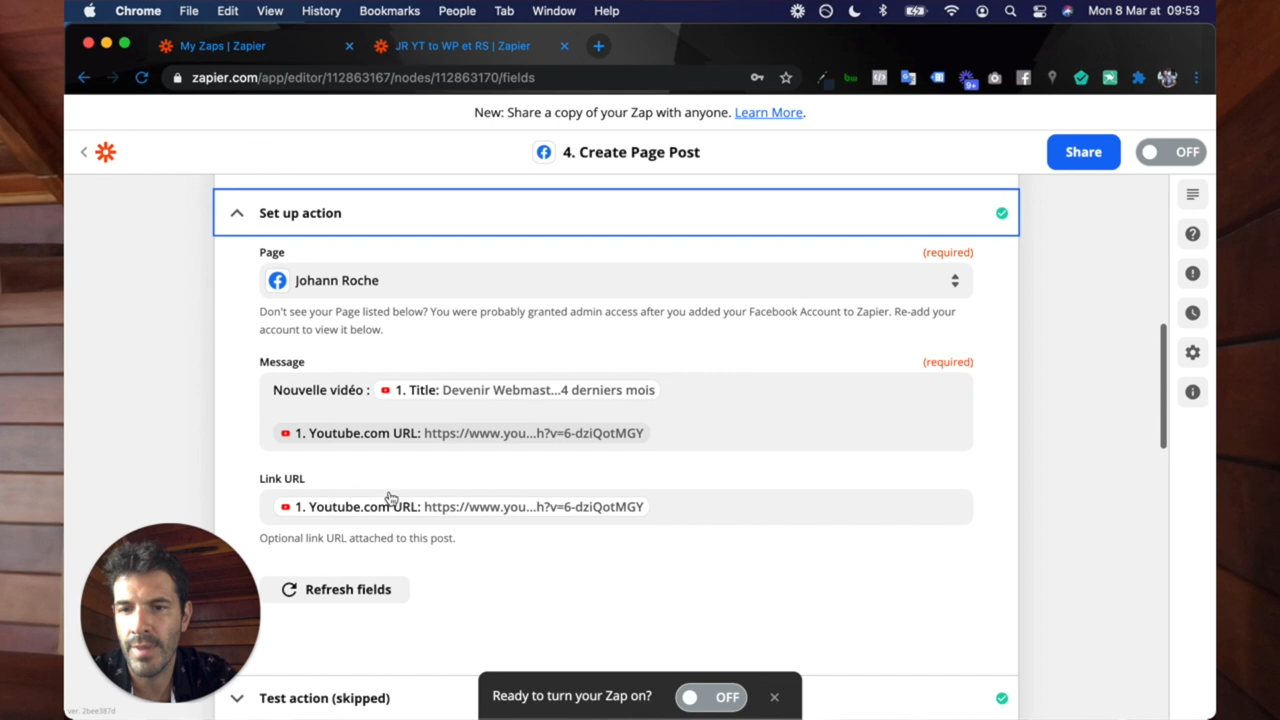 Chrome File Edit View History Bookmarks People Tab Window Help Mon 8 Mar at 09:53
My Zaps | Zapier
JR YT to WP et RS | Zapier
zapier.com/app/editor/112863167/nodes/112863170/fields
9+
New: Share a copy of your Zap with anyone. Learn More.
4. Create Page Post
Share
OFF
Set up action
Page (required)
Johann Roche
Don't see your Page listed below? You were probably granted admin access after you added your Facebook Account to Zapier. Re-add your
account to view it below.
Message (required)
Nouvelle vidéo : 1. Title: Devenir Webmast...4 derniers mois
1. Youtube.com URL: https://www.you...h?v=6-dziQotMGY
Link URL
1. Youtube.com URL: https://www.you...h?v=6-dziQotMGY
Optional link URL attached to this post.
Refresh fields
Ready to turn your Zap on? OFF
Test action (skipped)
ver. 2bee387d